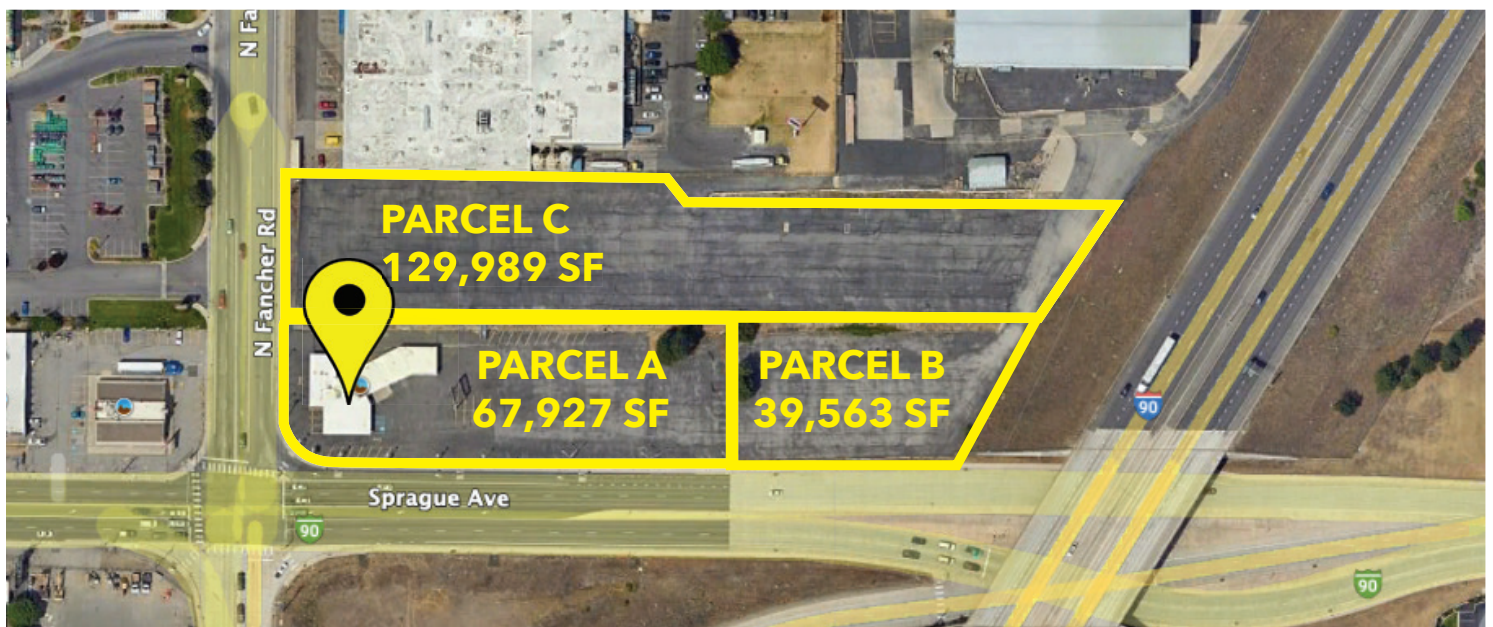 N Fa
PARCEL C
129,989 SF
N Fancher Rd
PARCEL A
67,927 SF
PARCEL B
39,563 SF
90
Sprague Ave
90
90